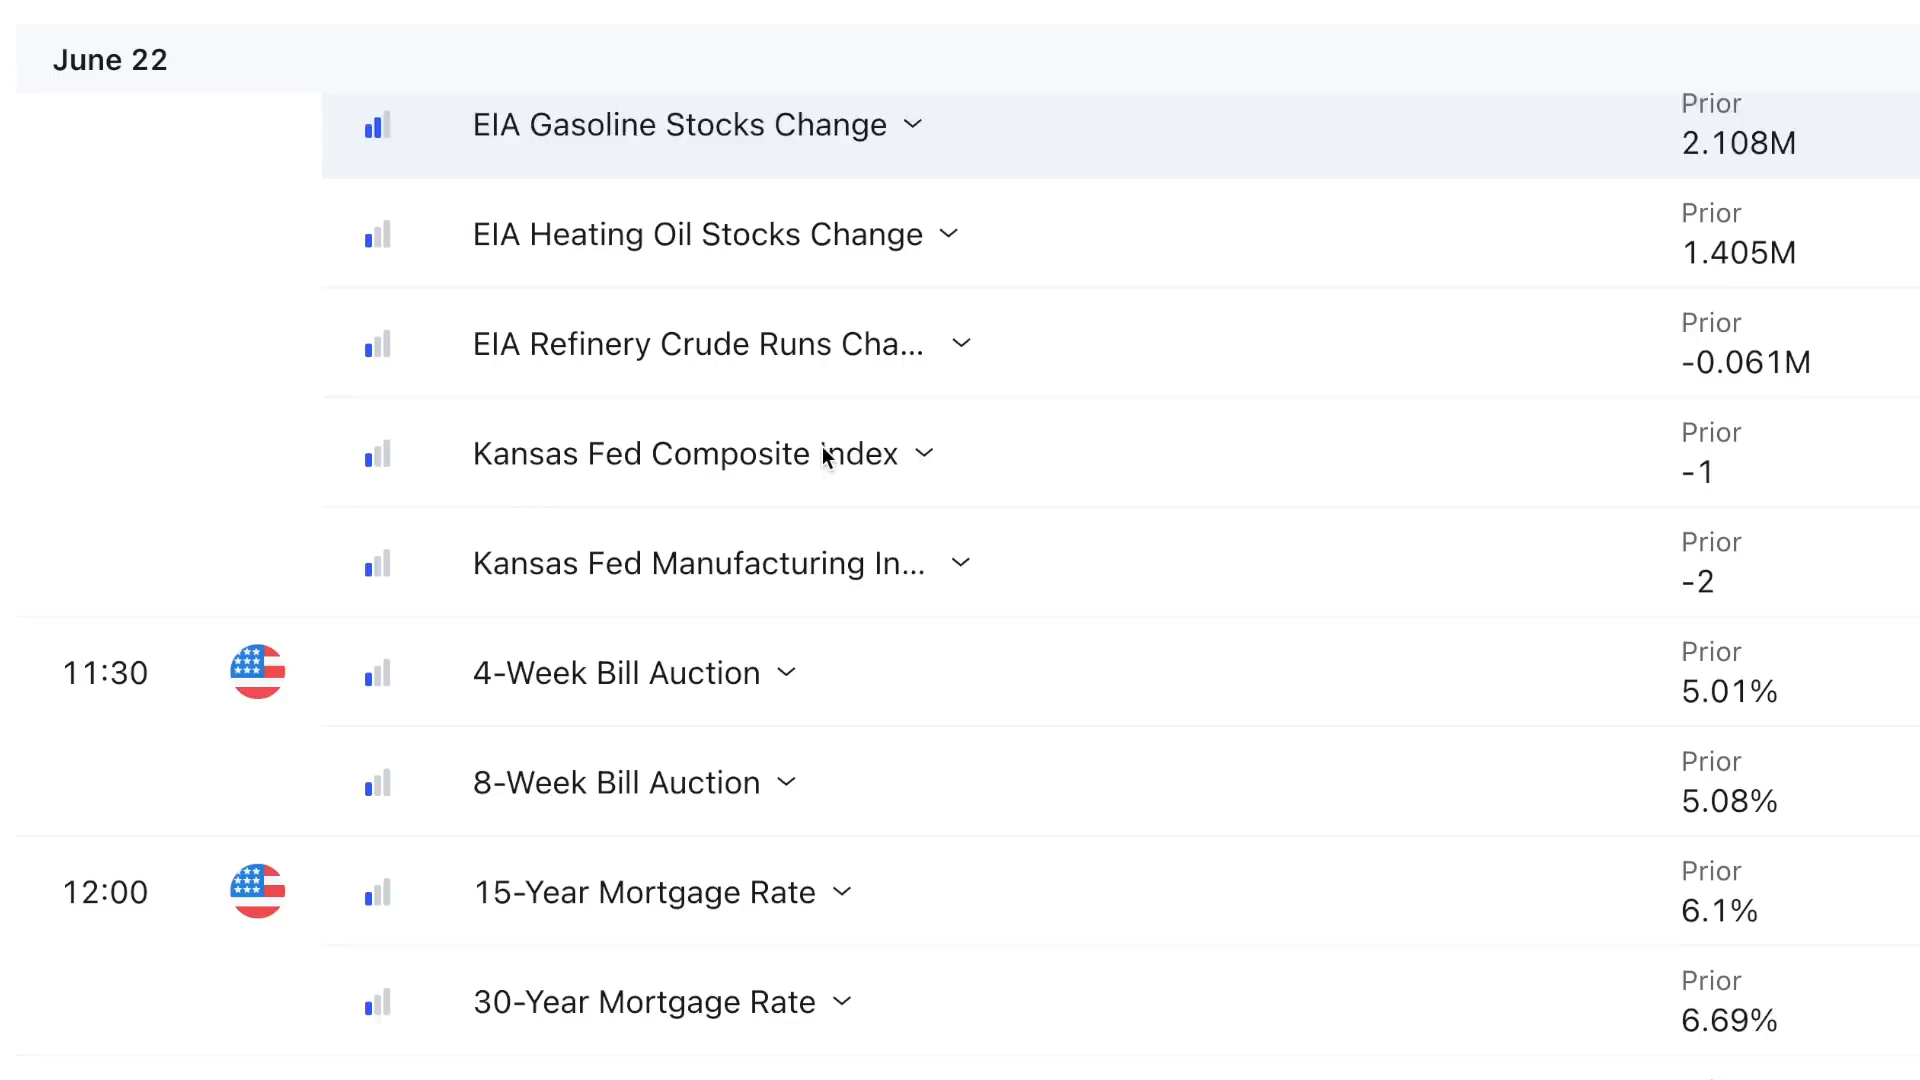 June 22
EIA Gasoline Stocks Change
Prior
2.108M
EIA Heating Oil Stocks Change
Prior
1.405M
EIA Refinery Crude Runs Cha...
Prior
-0.061M
Kansas Fed Composite Index
Prior
-1
Kansas Fed Manufacturing In...
Prior
-2
11:30
4-Week Bill Auction
Prior
5.01%
8-Week Bill Auction
Prior
5.08%
12:00
15-Year Mortgage Rate
Prior
6.1%
30-Year Mortgage Rate
Prior
6.69%